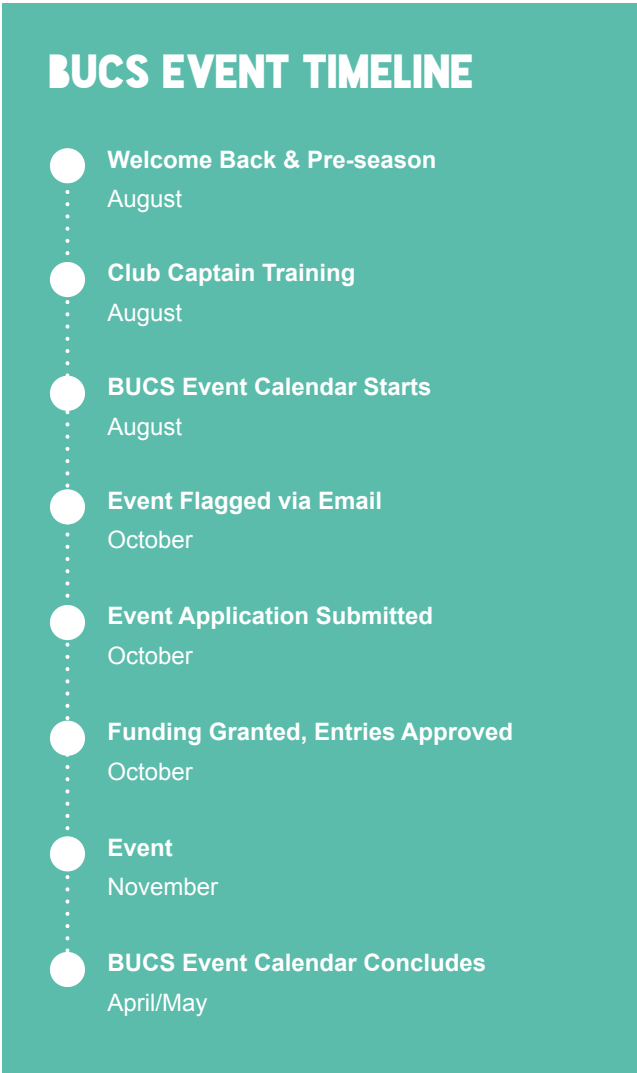 BUCS EVENT TIMELINE
Welcome Back & Pre-season
August
Club Captain Training
August
BUCS Event Calendar Starts
August
Event Flagged via Email
October
Event Application Submitted
October
Funding Granted, Entries Approved
October
Event
November
BUCS Event Calendar Concludes
April/May